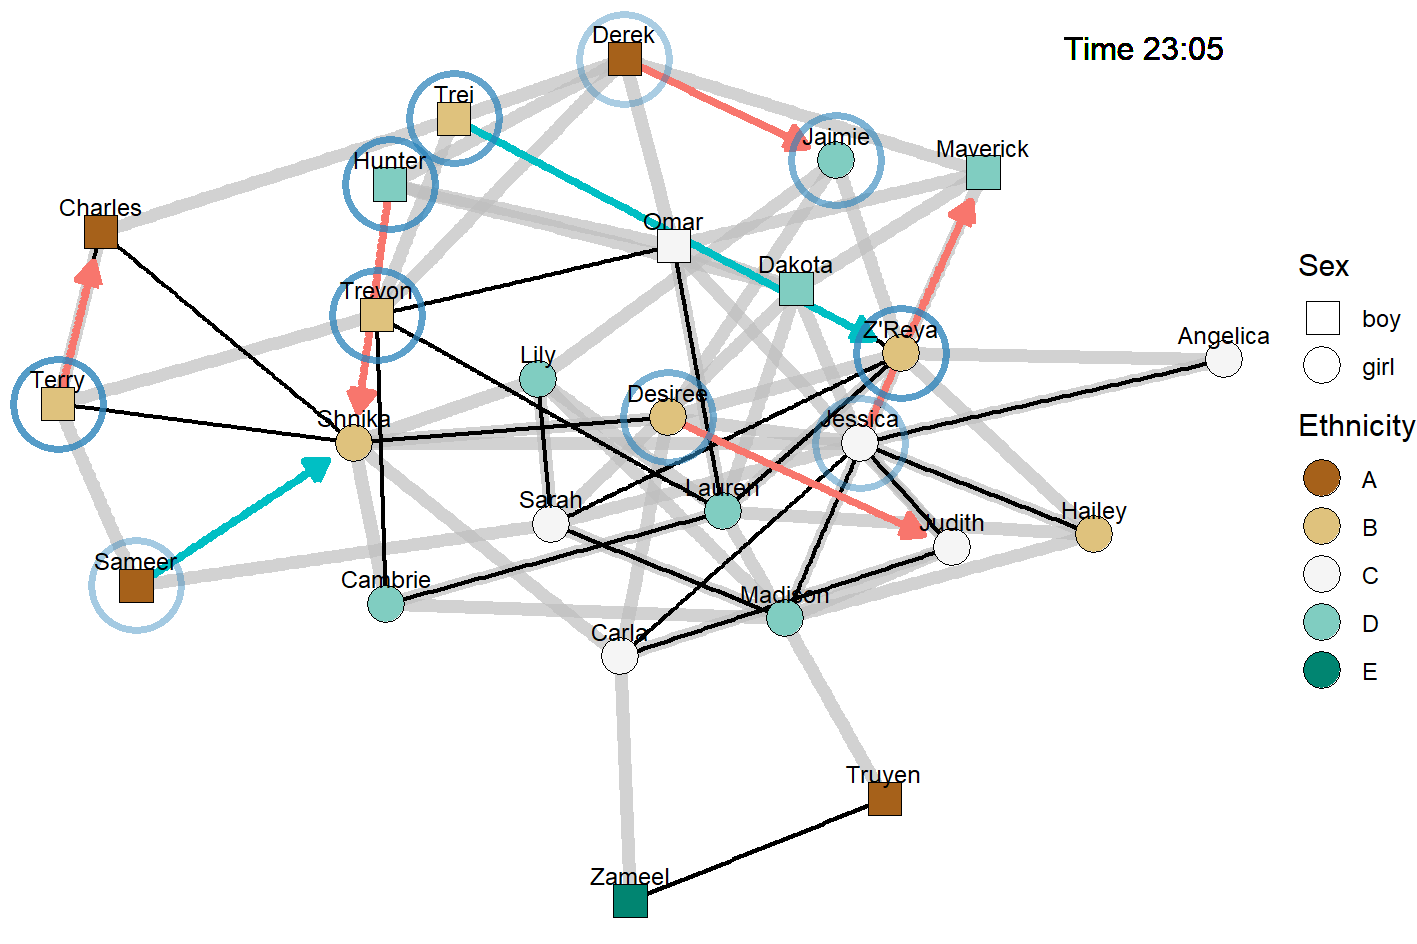 Derek
Time 23:05
Trei
Jaimie
Maverick
Hunter
Charles
Omar
Dakota
Trevon
Z'Reya
Angelica
Lily
Terry
Desiree
Shnika
Jessica
Sarah
Lauren
Judith
Hailey
Sameer
Cambrie
Madison
Carla
Truyen
Zameel
Sex
boy
girl
Ethnicity
A
B
C
D
E